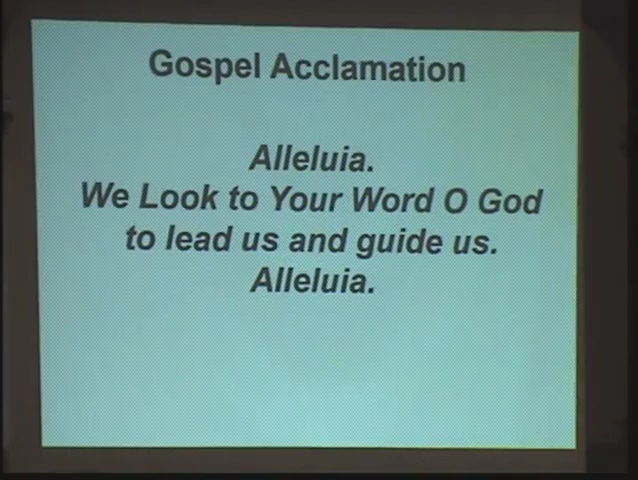 Gospel Acclamation
Alleluia.
We Look to Your Word O God
to lead us and guide us.
Alleluia.